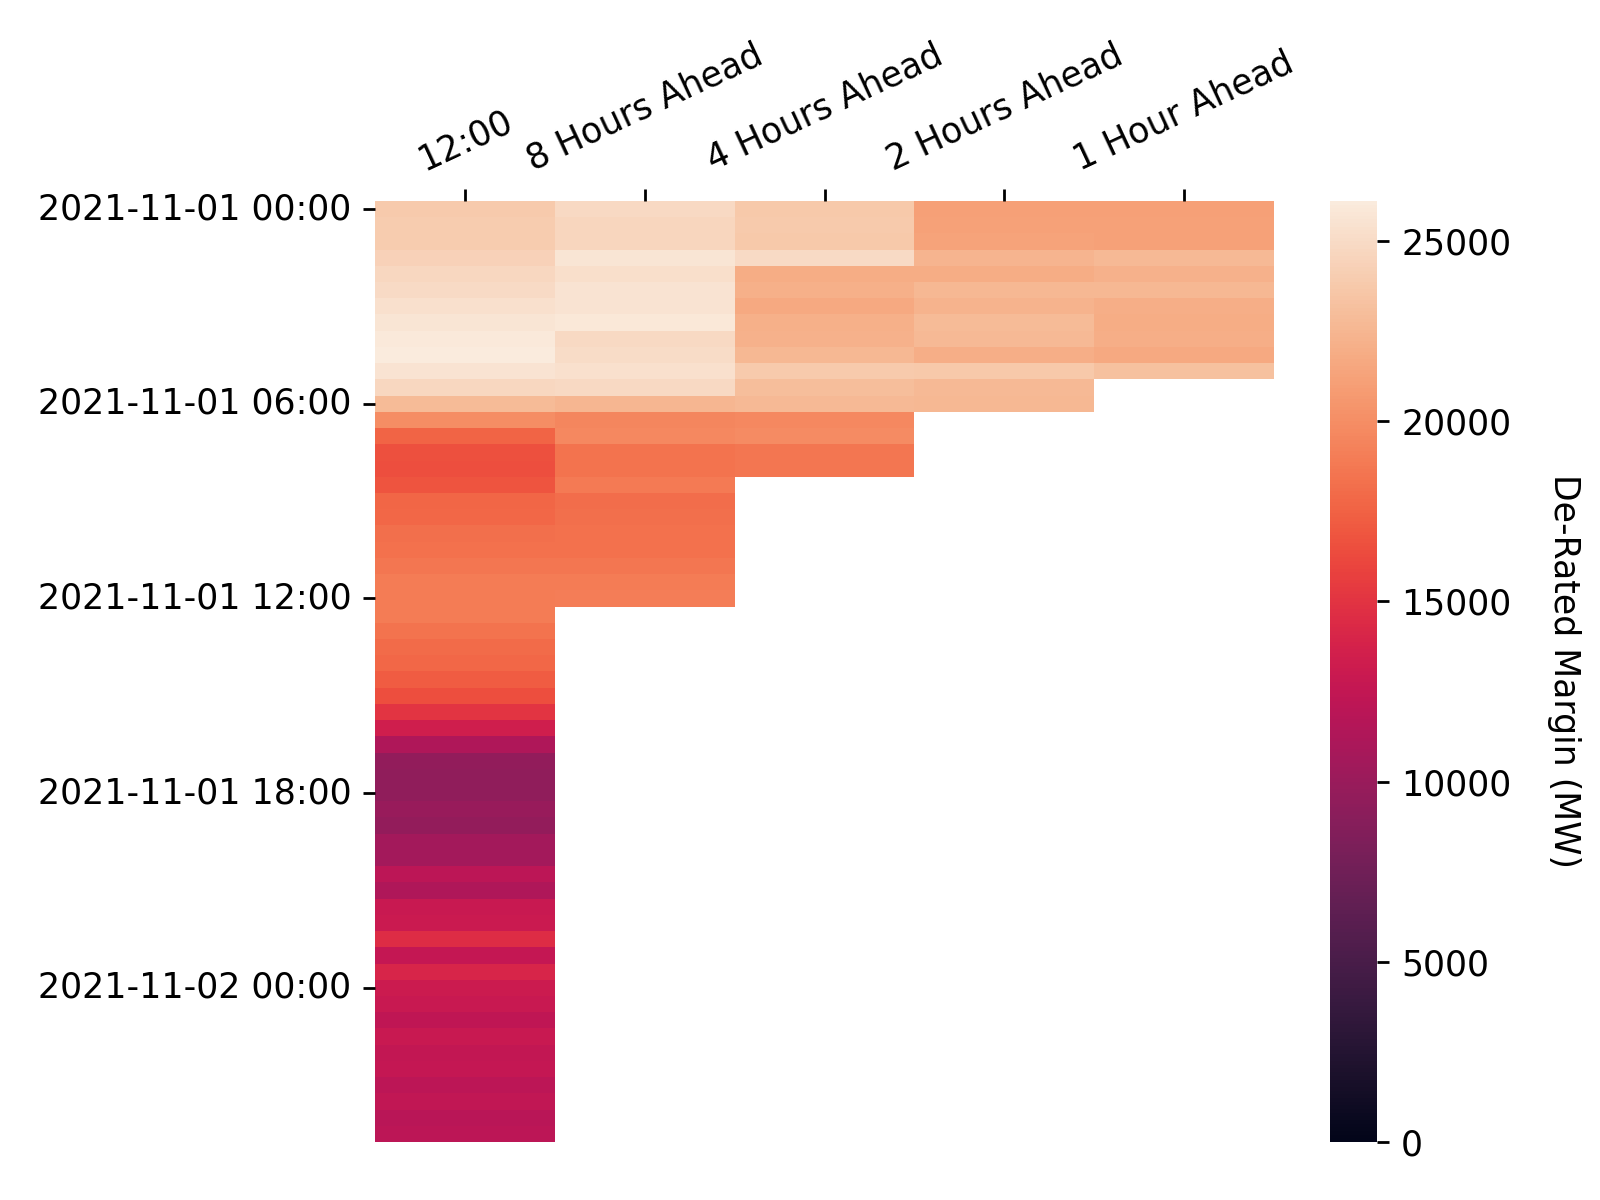 12:00
8 Hours Ahead
4 Hours Ahead
2 Hours Ahead
1 Hour Ahead
2021-11-01 00:00
2021-11-01 06:00
2021-11-01 12:00
2021-11-01 18:00
2021-11-02 00:00
25000
20000
15000
10000
5000
0
De-Rated Margin (MW)